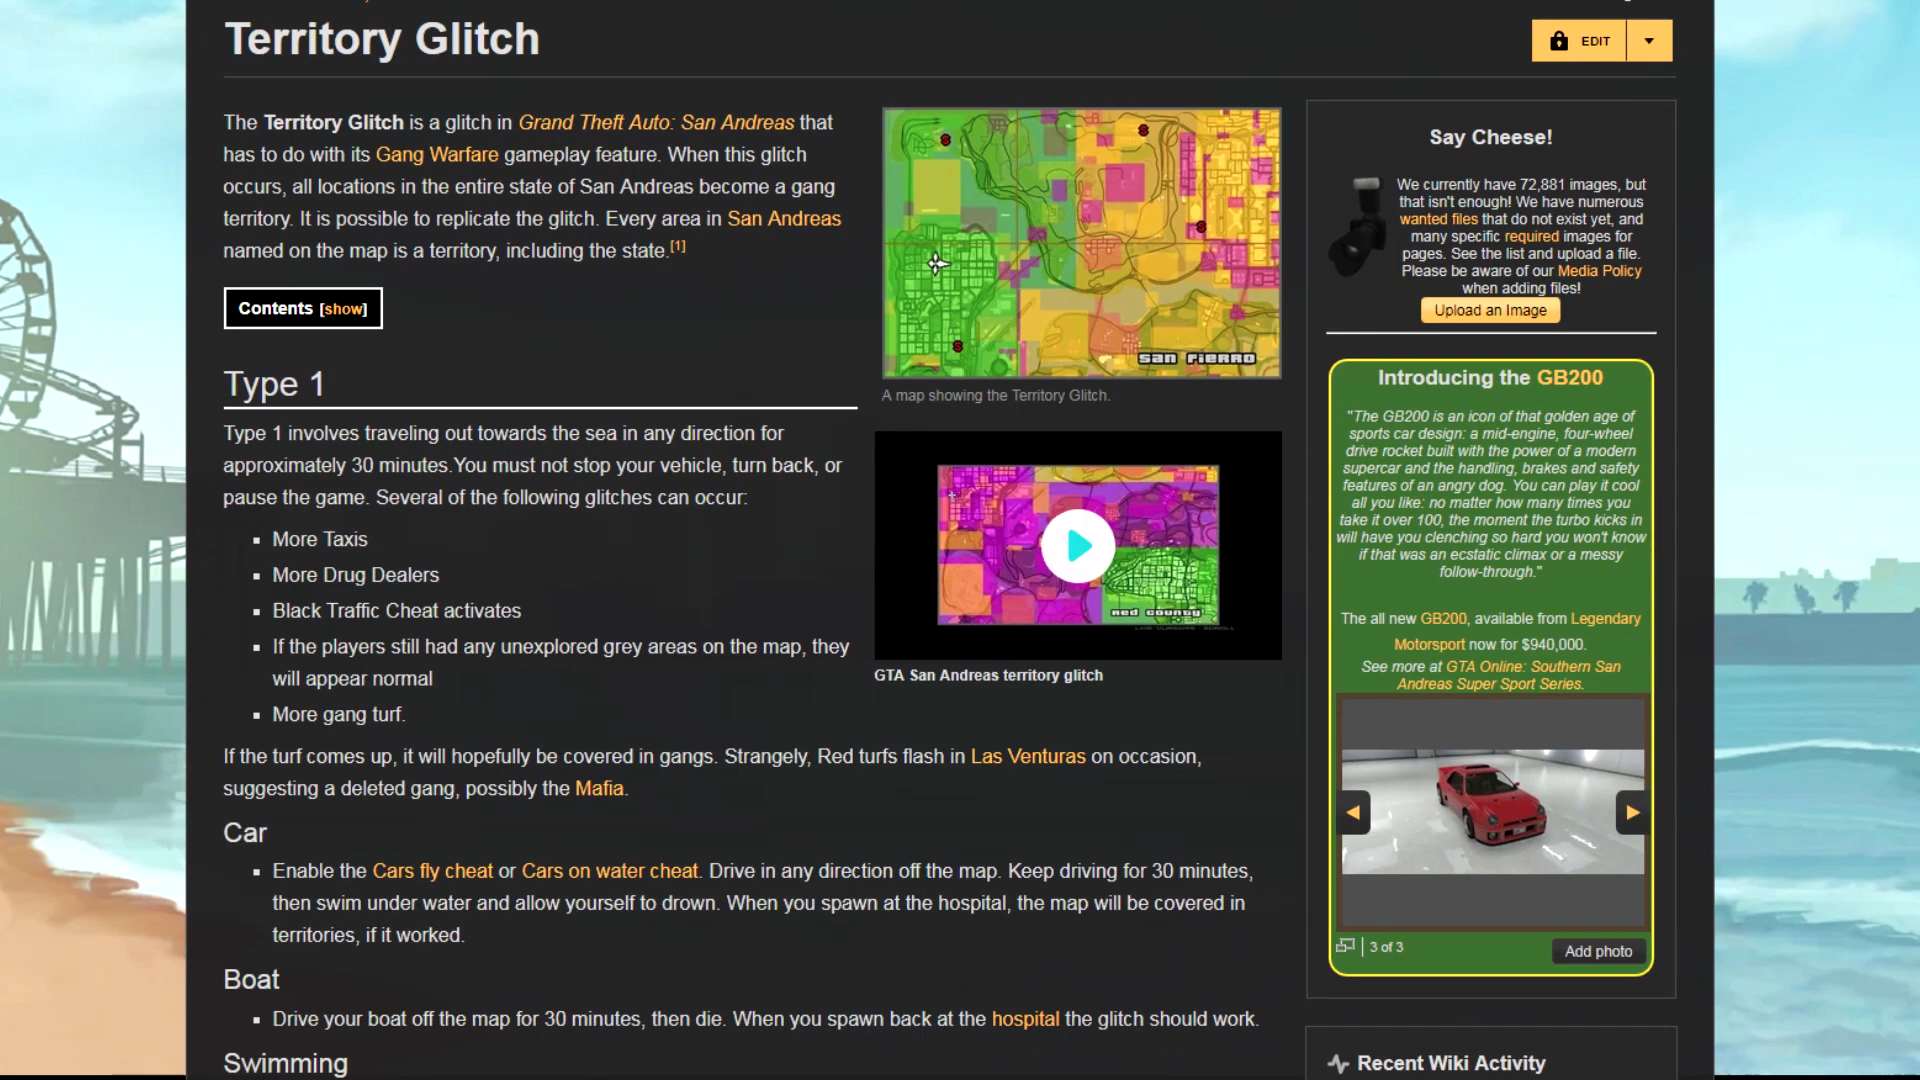 Territory Glitch
EDIT
The Territory Glitch is a glitch in Grand Theft Auto: San Andreas that
has to do with its Gang Warfare gameplay feature. When this glitch
occurs, all locations in the entire state of San Andreas become a gang
territory. It is possible to replicate the glitch. Every area in San Andreas
named on the map is a territory, including the state.[1]
Contents [show]
San Fierro
A map showing the Territory Glitch.
Type 1
Type 1 involves traveling out towards the sea in any direction for
approximately 30 minutes.You must not stop your vehicle, turn back, or
pause the game. Several of the following glitches can occur:
More Taxis
More Drug Dealers
Black Traffic Cheat activates
If the players still had any unexplored grey areas on the map, they
will appear normal
More gang turf.
Red County
GTA San Andreas territory glitch
If the turf comes up, it will hopefully be covered in gangs. Strangely, Red turfs flash in Las Venturas on occasion,
suggesting a deleted gang, possibly the Mafia.
Car
Enable the Cars fly cheat or Cars on water cheat. Drive in any direction off the map. Keep driving for 30 minutes,
then swim under water and allow yourself to drown. When you spawn at the hospital, the map will be covered in
territories, if it worked.
Boat
Drive your boat off the map for 30 minutes, then die. When you spawn back at the hospital the glitch should work.
Swimming
Say Cheese!
We currently have 72,881 images, but
that isn't enough! We have numerous
wanted files that do not exist yet, and
many specific required images for
pages. See the list and upload a file.
Please be aware of our Media Policy
when adding files!
Upload an Image
Introducing the GB200
"The GB200 is an icon of that golden age of
sports car design: a mid-engine, four-wheel
drive rocket built with the power of a modern
supercar and the handling, brakes and safety
features of an angry dog. You can play it cool
all you like: no matter how many times you
take it over 100, the moment the turbo kicks in
will have you clenching so hard you won't know
if that was an ecstatic climax or a messy
follow-through."
The all new GB200, available from Legendary
Motorsport now for $940,000.
See more at GTA Online: Southern San
Andreas Super Sport Series.
3 of 3
Add photo
Recent Wiki Activity